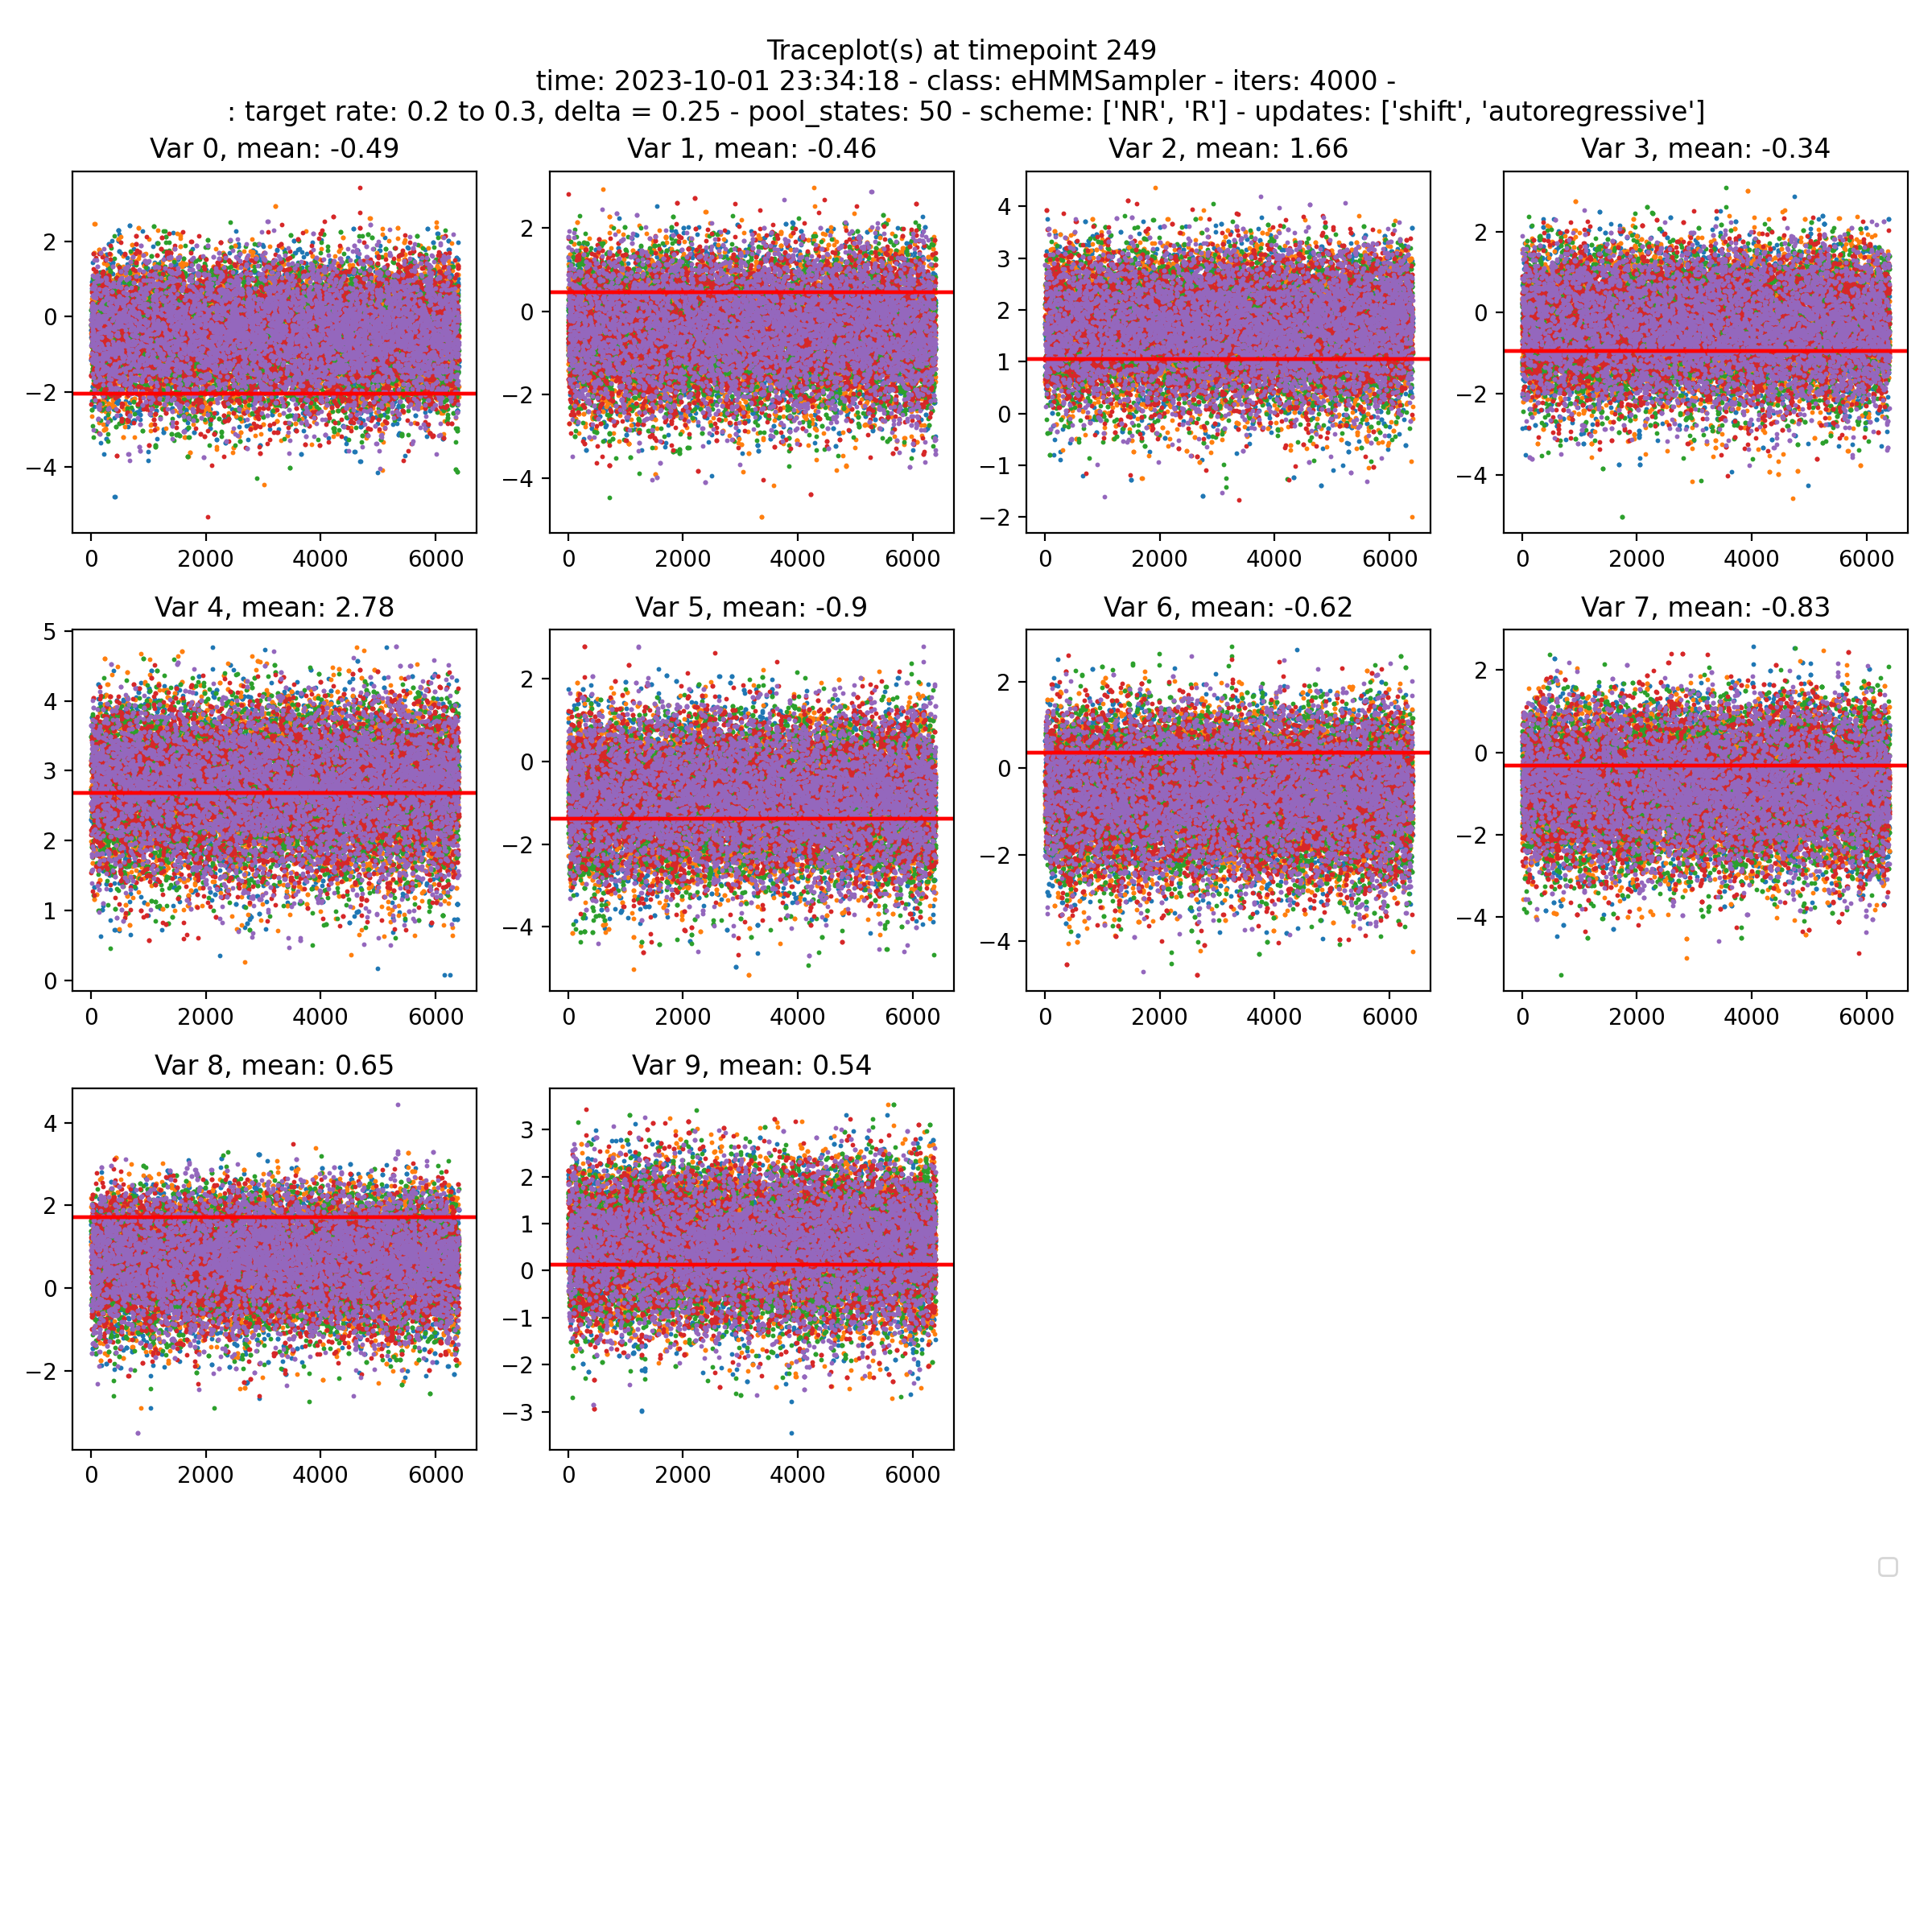 Traceplot(s) at timepoint 249
time: 2023-10-01 23:34:18 - class: eHMMSampler - iters: 4000 -
: target rate: 0.2 to 0.3, delta = 0.25 - pool_states: 50 - scheme: ['NR', 'R'] - updates: ['shift', 'autoregressive']
Var 0, mean: -0.49
2
0
−2
−4
0 2000 4000 6000
Var 1, mean: -0.46
2
0
−2
−4
0 2000 4000 6000
Var 2, mean: 1.66
4
3
2
1
0
−1
−2
0 2000 4000 6000
Var 3, mean: -0.34
2
0
−2
−4
0 2000 4000 6000
Var 4, mean: 2.78
5
4
3
2
1
0
0 2000 4000 6000
Var 5, mean: -0.9
2
0
−2
−4
0 2000 4000 6000
Var 6, mean: -0.62
2
0
−2
−4
0 2000 4000 6000
Var 7, mean: -0.83
2
0
−2
−4
0 2000 4000 6000
Var 8, mean: 0.65
4
2
0
−2
0 2000 4000 6000
Var 9, mean: 0.54
3
2
1
0
−1
−2
−3
0 2000 4000 6000